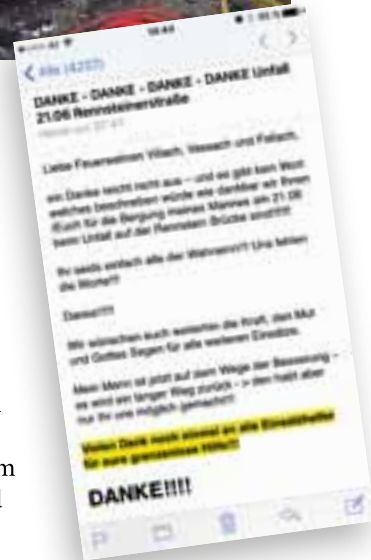 Alle (4202)
DANKE - DANKE - DANKE - DANKE Unfall
21.06 Rennsteinerstraße
Liebe Feuerwehren Villach, Vassach und Fellach,
ein Danke reicht nicht aus – und es gibt kein Wort
welches beschreiben würde wie dankbar wir Ihnen
/Euch für die Bergung meines Mannes am 21.06
beim Unfall auf der Rennstein Brücke sind!!!!!
Ihr seids einfach alle der Wahnsinn!!! Uns fehlen
die Worte!!!
Danke!!!!
Wir wünschen euch weiterhin die Kraft, den Mut
und Gottes Segen für alle weiteren Einsätze.
Mein Mann ist jetzt auf dem Wege der Besserung –
es wird ein langer Weg zurück - > den habt aber
nur Ihr uns möglich gemacht!!!
Vielen Dank noch einmal an alle Einsatzkräfte
für eure grenzenlose Hilfe!!!
DANKE!!!!
m